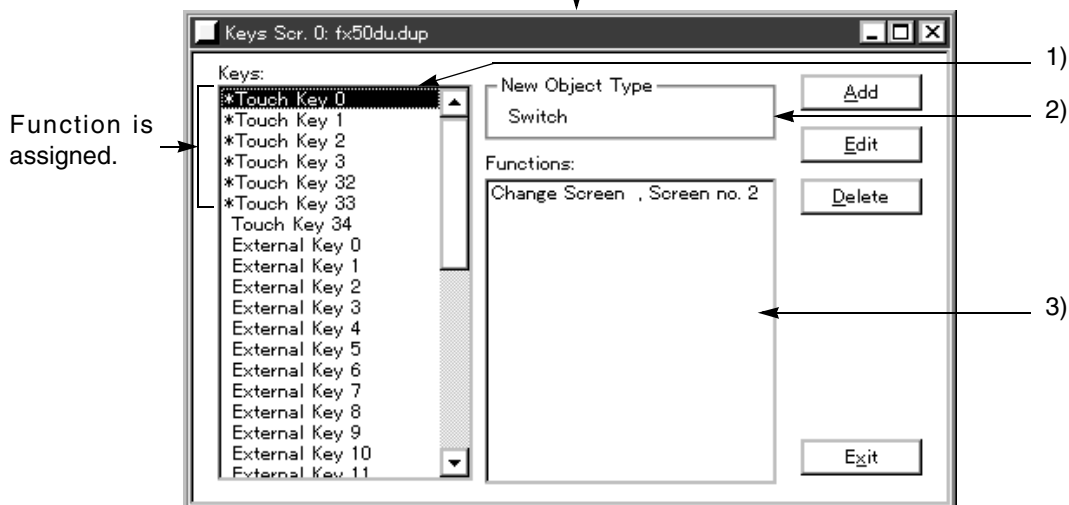 Keys Scr. 0: fx50du.dup
Keys:
*Touch Key 0
*Touch Key 1
*Touch Key 2
*Touch Key 3
*Touch Key 32
*Touch Key 33
Touch Key 34
External Key 0
External Key 1
External Key 2
External Key 3
External Key 4
External Key 5
External Key 6
External Key 7
External Key 8
External Key 9
External Key 10
External Key 11
Function is
assigned.
New Object Type
Switch
Functions:
Change Screen , Screen no. 2
Add
Edit
Delete
Exit
1)
2)
3)